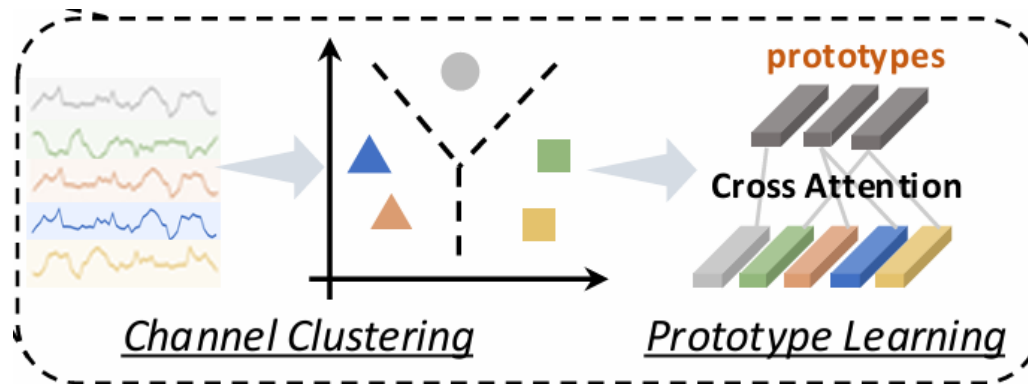 prototypes
Cross Attention
Channel Clustering
Prototype Learning